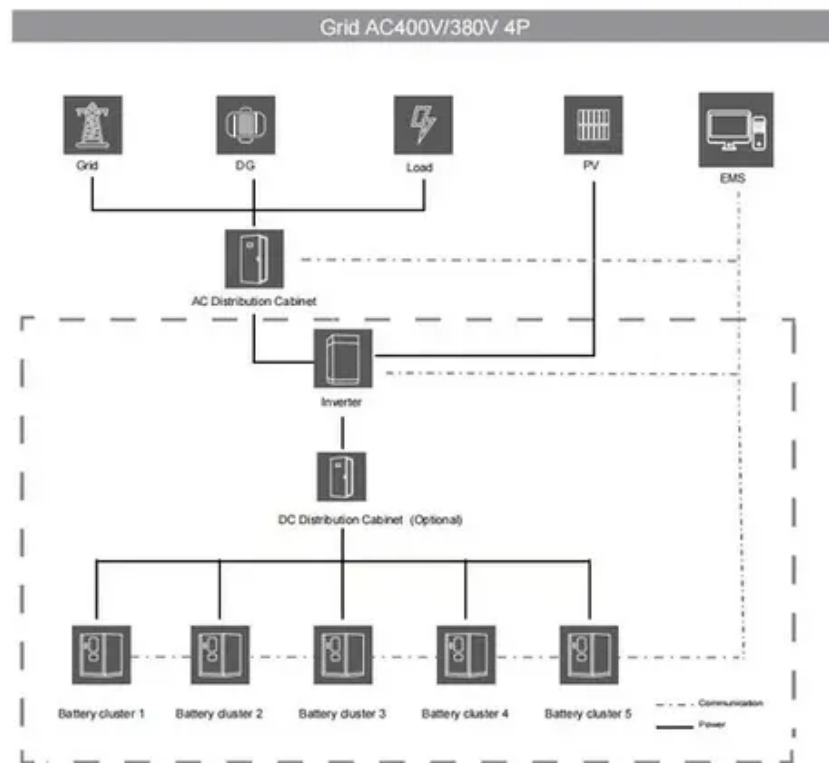 Grid AC400V/380V 4P
Grid
DG
Load
PV
EMS
AC Distribution Cabinet
Inverter
DC Distribution Cabinet (Optional)
Battery cluster 1
Battery cluster 2
Battery cluster 3
Battery cluster 4
Battery cluster 5
Communication
Power